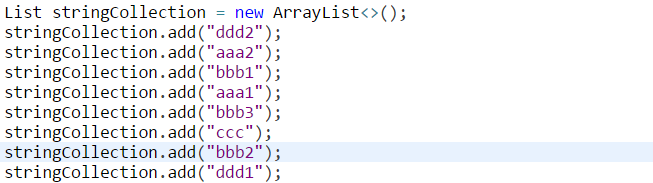 List stringCollection = new ArrayList<>();
stringCollection.add("ddd2");
stringCollection.add("aaa2");
stringCollection.add("bbb1");
stringCollection.add("aaa1");
stringCollection.add("bbb3");
stringCollection.add("ccc");
stringCollection.add("bbb2");
stringCollection.add("ddd1");